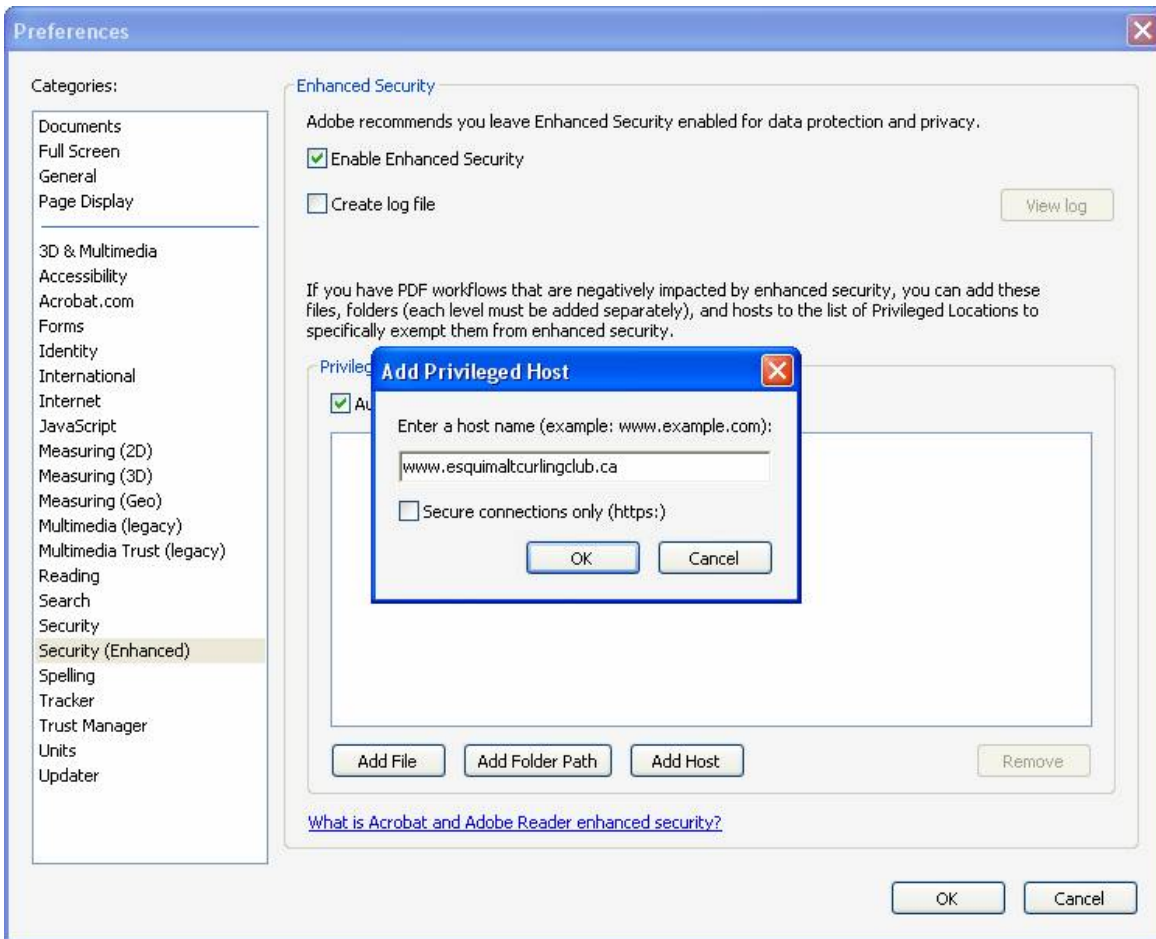 Preferences
Categories:
Documents
Full Screen
General
Page Display
3D & Multimedia
Accessibility
Acrobat.com
Forms
Identity
International
Internet
JavaScript
Measuring (2D)
Measuring (3D)
Measuring (Geo)
Multimedia (legacy)
Multimedia Trust (legacy)
Reading
Search
Security
Security (Enhanced)
Spelling
Tracker
Trust Manager
Units
Updater
Enhanced Security
Adobe recommends you leave Enhanced Security enabled for data protection and privacy.
Enable Enhanced Security
Create log file
View log
If you have PDF workflows that are negatively impacted by enhanced security, you can add these
files, folders (each level must be added separately), and hosts to the list of Privileged Locations to
specifically exempt them from enhanced security.
Add Privileged Host
Enter a host name (example: www.example.com):
www.esquimaltcurlingclub.ca
Secure connections only (https:)
OK
Cancel
Add File
Add Folder Path
Add Host
Remove
What is Acrobat and Adobe Reader enhanced security?
OK
Cancel